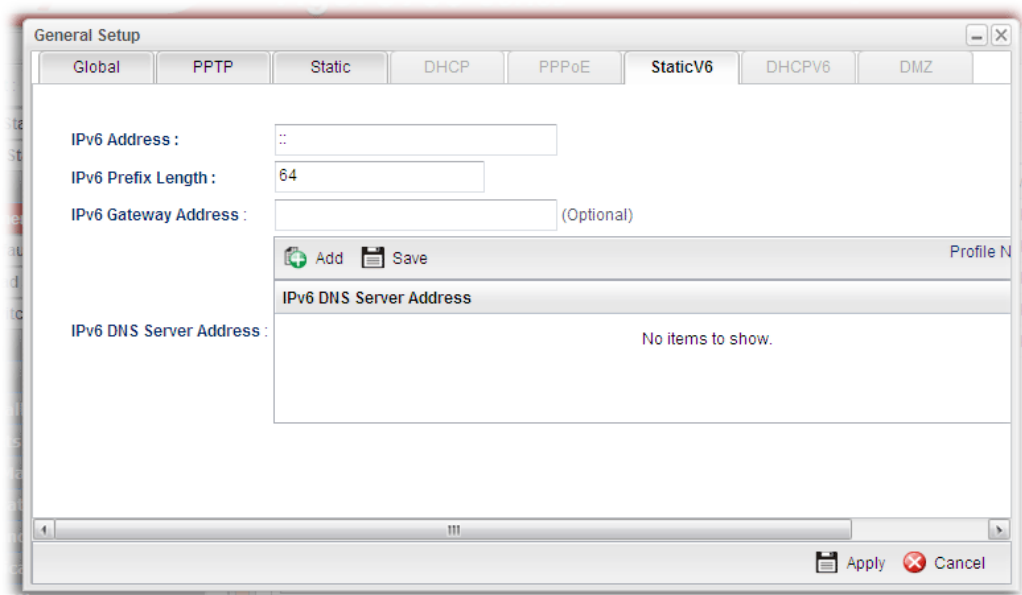 General Setup
Global PPTP Static DHCP PPPoE StaticV6 DHCPV6 DMZ
IPv6 Address : ::
IPv6 Prefix Length : 64
IPv6 Gateway Address : (Optional)
Add Save Profile N
IPv6 DNS Server Address
IPv6 DNS Server Address :
No items to show.
Apply Cancel